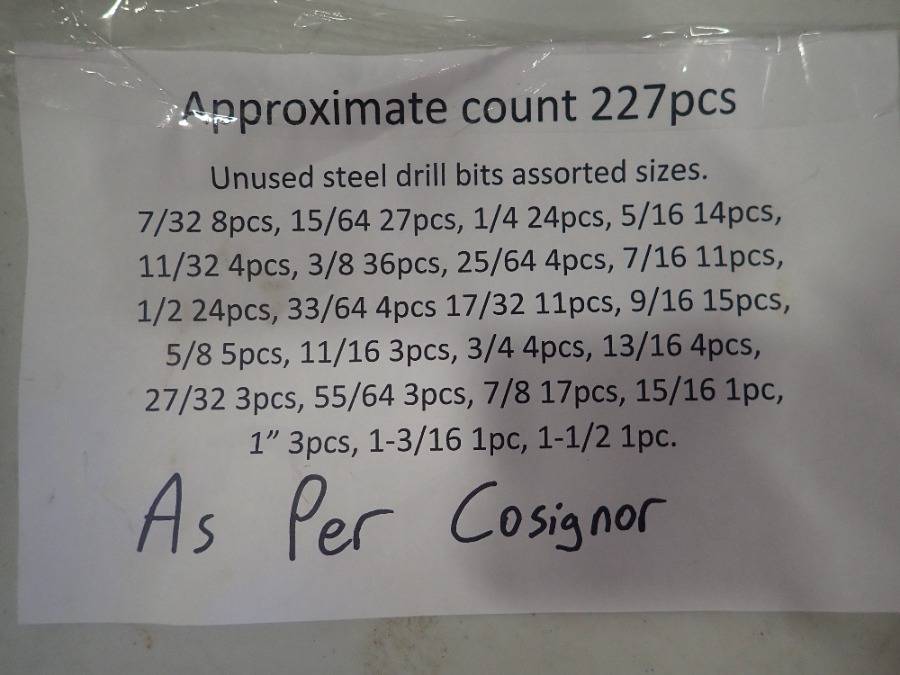 Approximate count 227pcs
Unused steel drill bits assorted sizes.
7/32 8pcs, 15/64 27pcs, 1/4 24pcs, 5/16 14pcs,
11/32 4pcs, 3/8 36pcs, 25/64 4pcs, 7/16 11pcs,
1/2 24pcs, 33/64 4pcs 17/32 11pcs, 9/16 15pcs,
5/8 5pcs, 11/16 3pcs, 3/4 4pcs, 13/16 4pcs,
27/32 3pcs, 55/64 3pcs, 7/8 17pcs, 15/16 1pc,
1” 3pcs, 1-3/16 1pc, 1-1/2 1pc.
As Per Cosignor